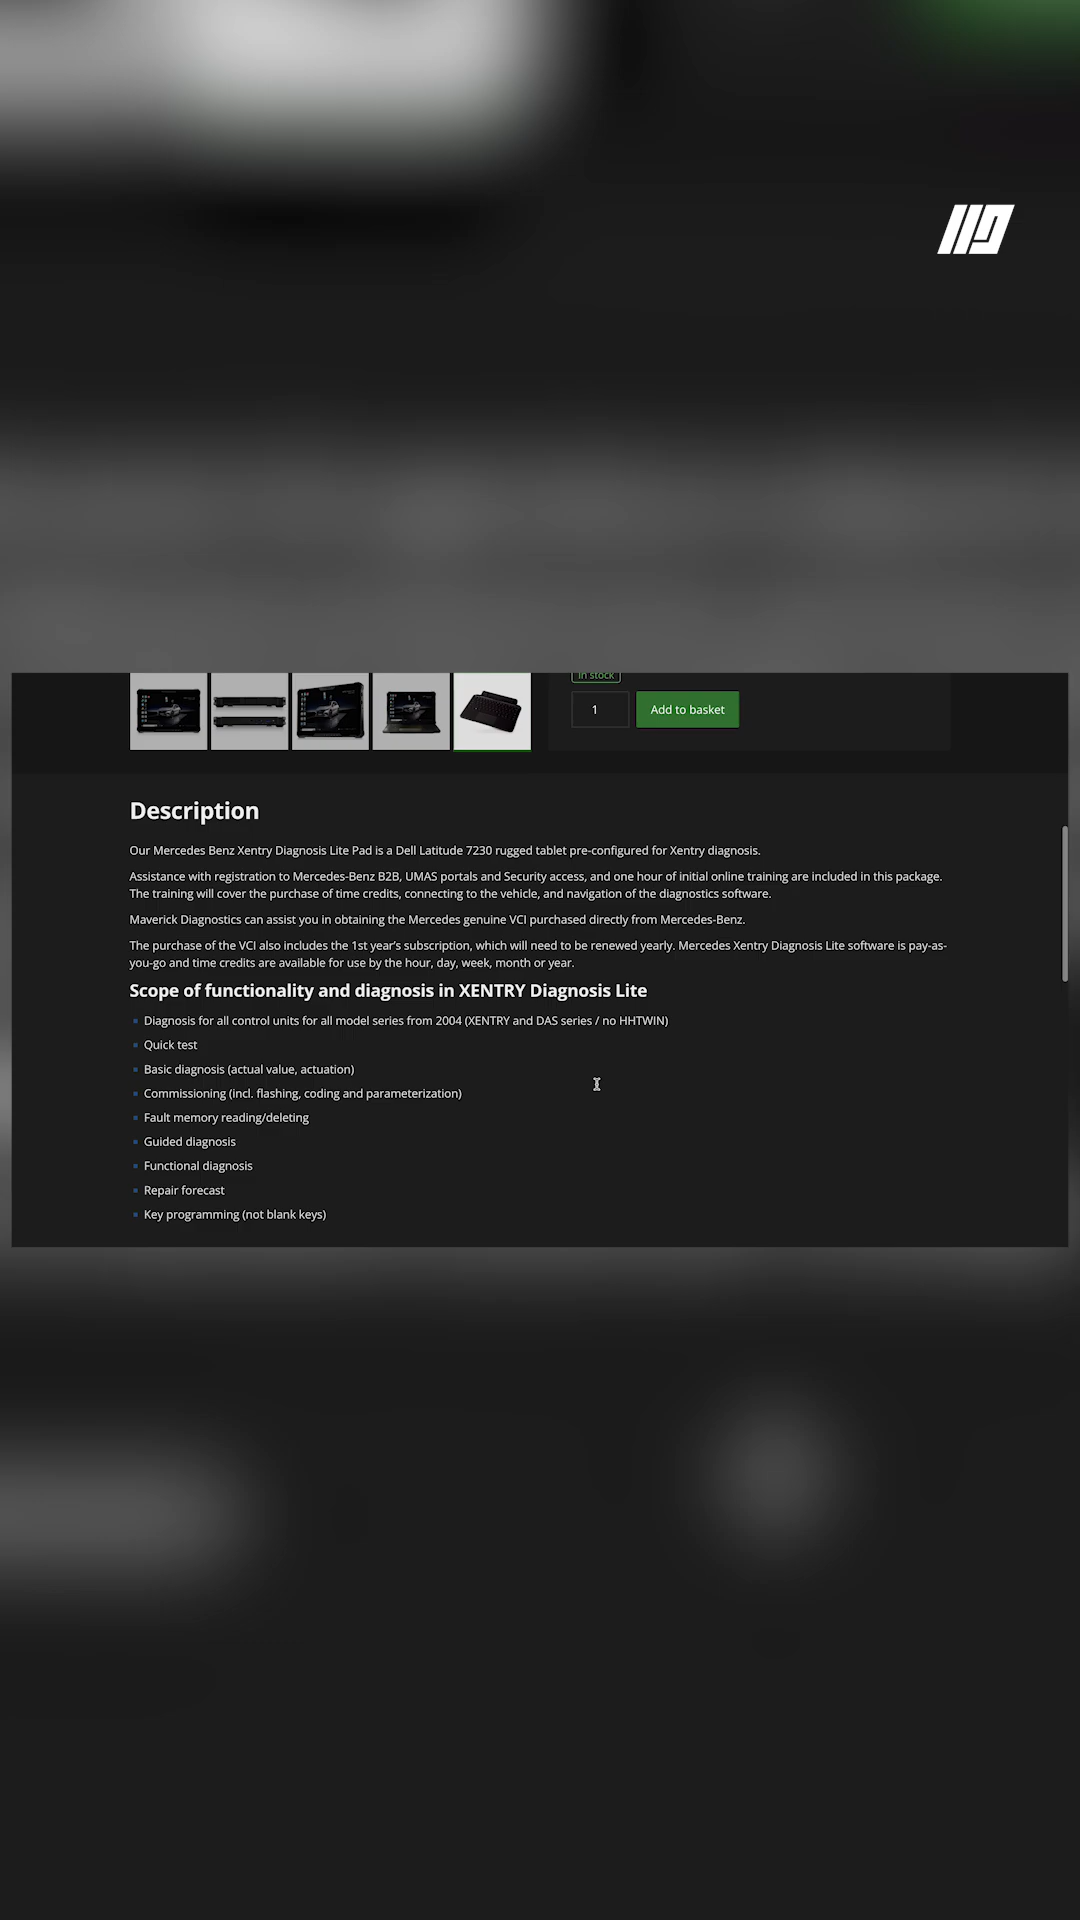 In stock
1
Add to basket
Description
Our Mercedes Benz Xentry Diagnosis Lite Pad is a Dell Latitude 7230 rugged tablet pre-configured for Xentry diagnosis.
Assistance with registration to Mercedes-Benz B2B, UMAS portals and Security access, and one hour of initial online training are included in this package.
The training will cover the purchase of time credits, connecting to the vehicle, and navigation of the diagnostics software.
Maverick Diagnostics can assist you in obtaining the Mercedes genuine VCI purchased directly from Mercedes-Benz.
The purchase of the VCI also includes the 1st year’s subscription, which will need to be renewed yearly. Mercedes Xentry Diagnosis Lite software is pay-as-
you-go and time credits are available for use by the hour, day, week, month or year.
Scope of functionality and diagnosis in XENTRY Diagnosis Lite
Diagnosis for all control units for all model series from 2004 (XENTRY and DAS series / no HHTWIN)
Quick test
Basic diagnosis (actual value, actuation)
Commissioning (incl. flashing, coding and parameterization)
Fault memory reading/deleting
Guided diagnosis
Functional diagnosis
Repair forecast
Key programming (not blank keys)